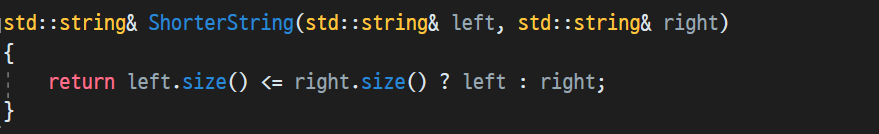 std::string& ShorterString(std::string& left, std::string& right)
{
    return left.size() <= right.size() ? left : right;
}